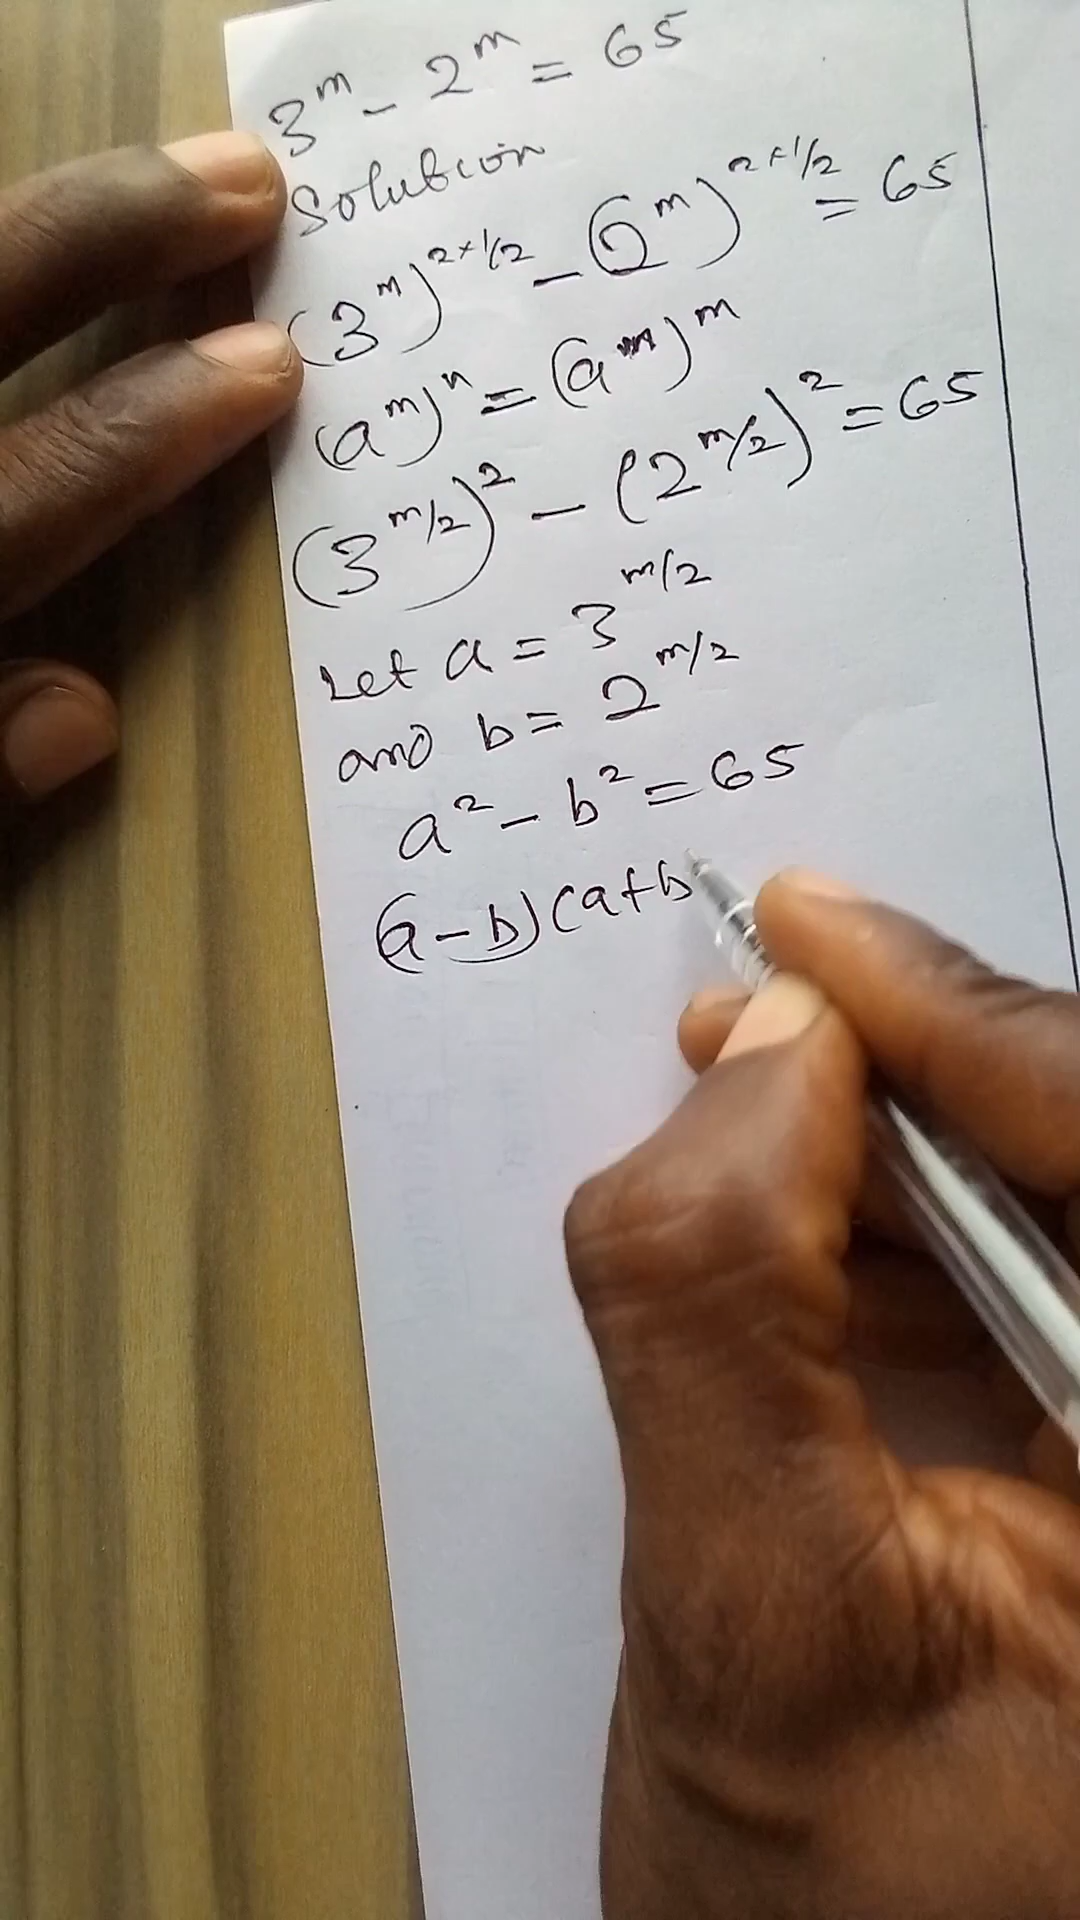 3^m - 2^m = 65
Solution
(3^m)^{2×1/2} - (2^m)^{2×1/2} = 65
(a^m)^n = (a^m)^m
(3^{m/2})^2 - (2^{m/2})^2 = 65
Let a = 3^{m/2}
and b = 2^{m/2}
a^2 - b^2 = 65
(a-b)(a+b